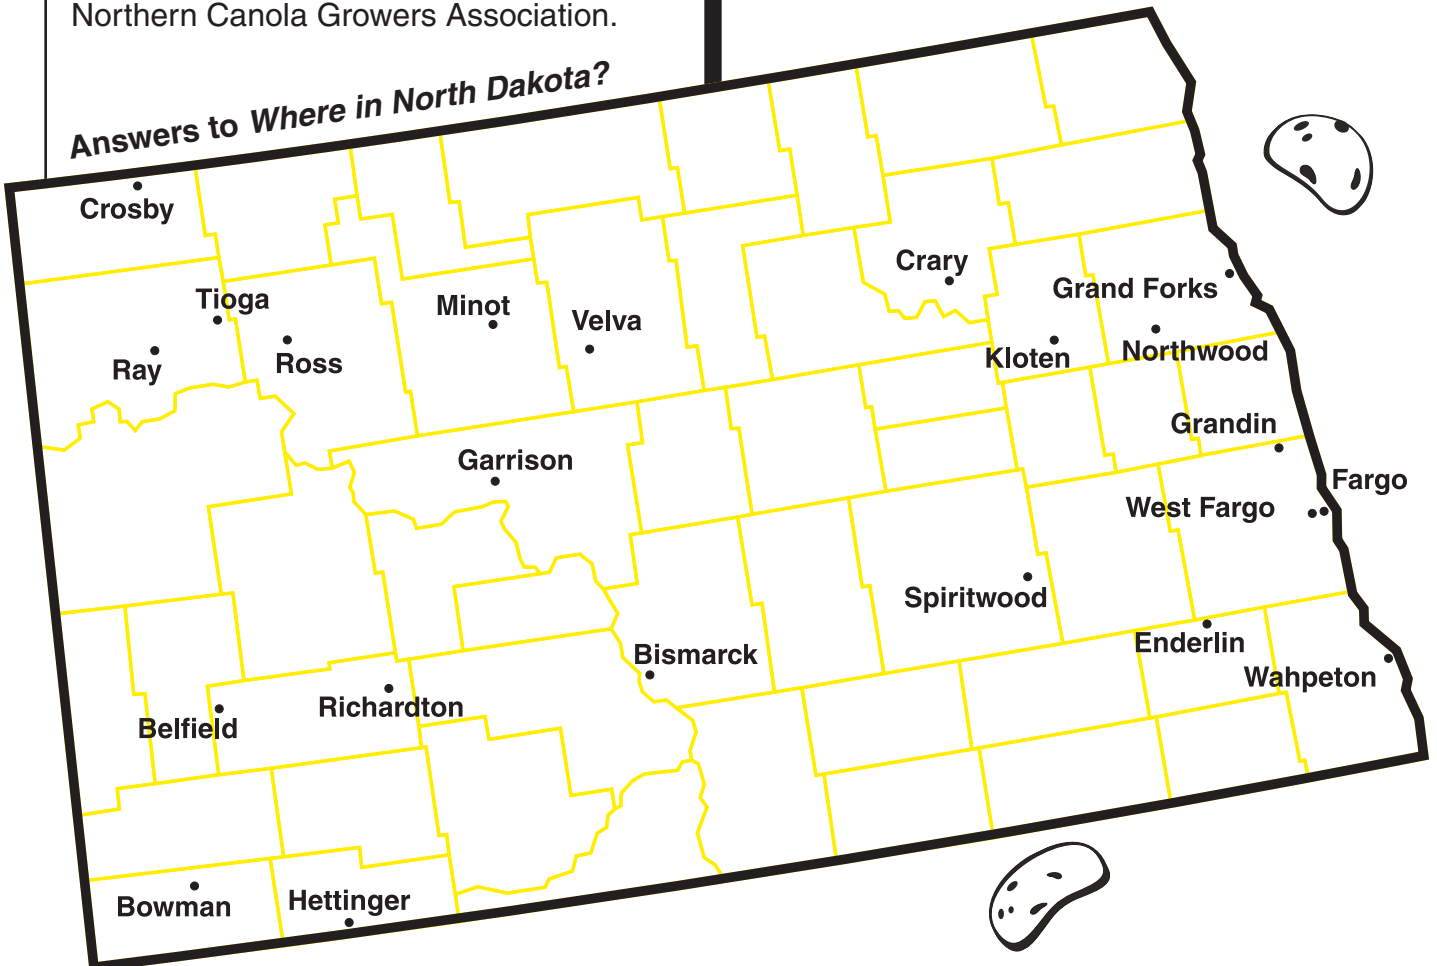 Northern Canola Growers Association.
Answers to Where in North Dakota?
Crosby
Crary
Grand Forks
Tioga
Minot
Velva
Ray
Ross
Kloten
Northwood
Grandin
Garrison
Fargo
West Fargo
Spiritwood
Enderlin
Bismarck
Wahpeton
Richardton
Belfield
Bowman
Hettinger